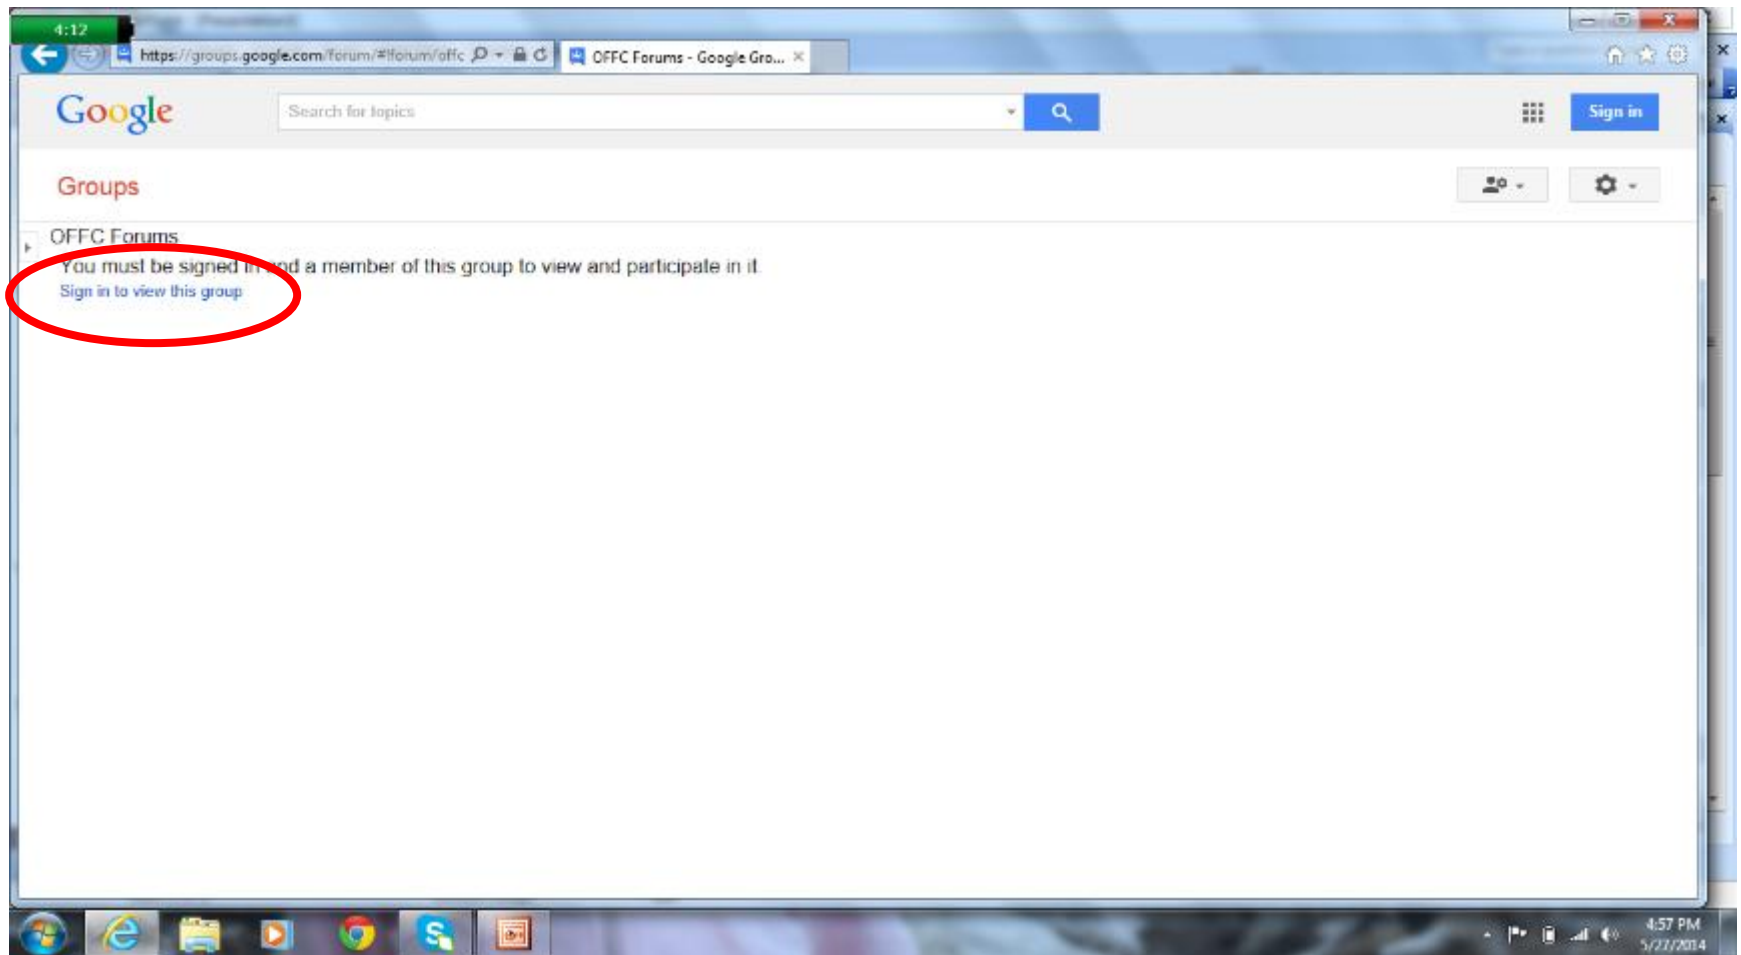 4:12
https://groups.google.com/forum/#!forum/offc
OFFC Forums - Google Gro...
Google
Search for topics
Sign in
Groups
OFFC Forums
You must be signed in and a member of this group to view and participate in it.
Sign in to view this group
4:57 PM
5/27/2014